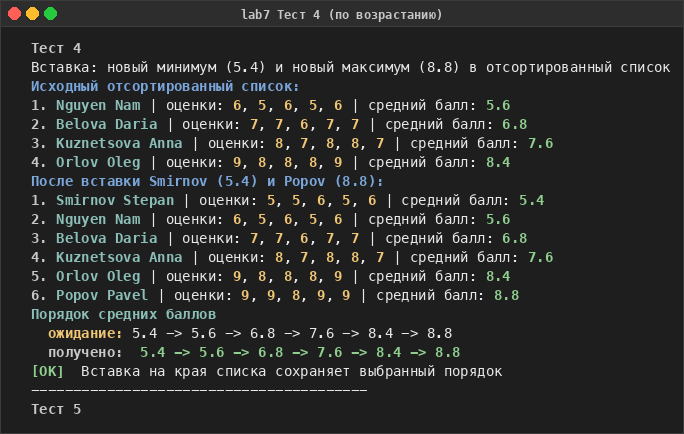 lab7 Тест 4 (по возрастанию)
Тест 4
Вставка: новый минимум (5.4) и новый максимум (8.8) в отсортированный список
Исходный отсортированный список:
1. Nguyen Nam | оценки: 6, 5, 6, 5, 6 | средний балл: 5.6
2. Belova Daria | оценки: 7, 7, 6, 7, 7 | средний балл: 6.8
3. Kuznetsova Anna | оценки: 8, 7, 8, 8, 7 | средний балл: 7.6
4. Orlov Oleg | оценки: 9, 8, 8, 8, 9 | средний балл: 8.4
После вставки Smirnov (5.4) и Popov (8.8):
1. Smirnov Stepan | оценки: 5, 5, 6, 5, 6 | средний балл: 5.4
2. Nguyen Nam | оценки: 6, 5, 6, 5, 6 | средний балл: 5.6
3. Belova Daria | оценки: 7, 7, 6, 7, 7 | средний балл: 6.8
4. Kuznetsova Anna | оценки: 8, 7, 8, 8, 7 | средний балл: 7.6
5. Orlov Oleg | оценки: 9, 8, 8, 8, 9 | средний балл: 8.4
6. Popov Pavel | оценки: 9, 9, 8, 9, 9 | средний балл: 8.8
Порядок средних баллов
ожидание: 5.4 -> 5.6 -> 6.8 -> 7.6 -> 8.4 -> 8.8
получено: 5.4 -> 5.6 -> 6.8 -> 7.6 -> 8.4 -> 8.8
[OK] Вставка на края списка сохраняет выбранный порядок
----------------------------------------
Тест 5